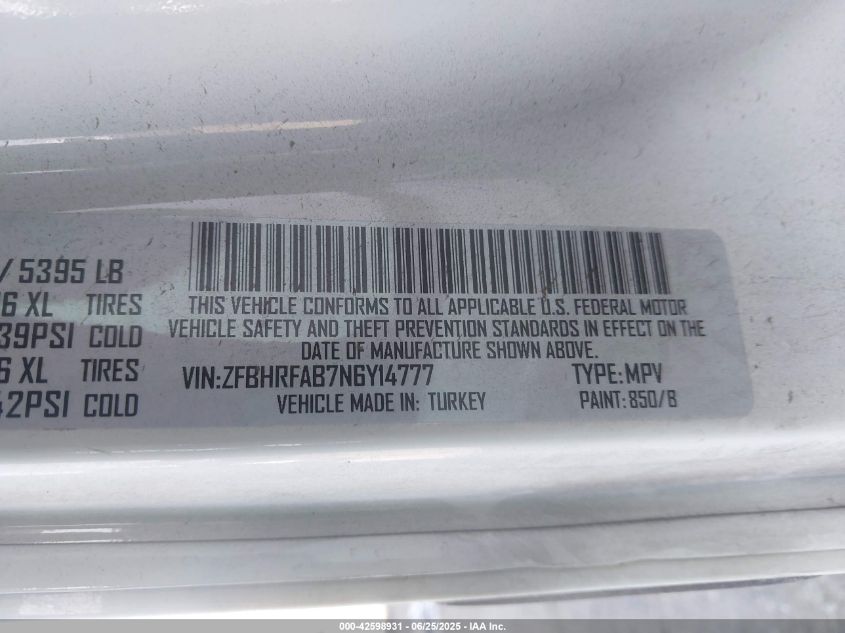 / 5395 LB
6 XL TIRES
39PSI COLD
6 XL TIRES
42PSI COLD
THIS VEHICLE CONFORMS TO ALL APPLICABLE U.S. FEDERAL MOTOR
VEHICLE SAFETY AND THEFT PREVENTION STANDARDS IN EFFECT ON THE
DATE OF MANUFACTURE SHOWN ABOVE.
VIN:ZFBHRFAB7N6Y14777 TYPE:MPV
VEHICLE MADE IN: TURKEY PAINT:850/B
000-42598931 - 06/25/2025 - IAA Inc.